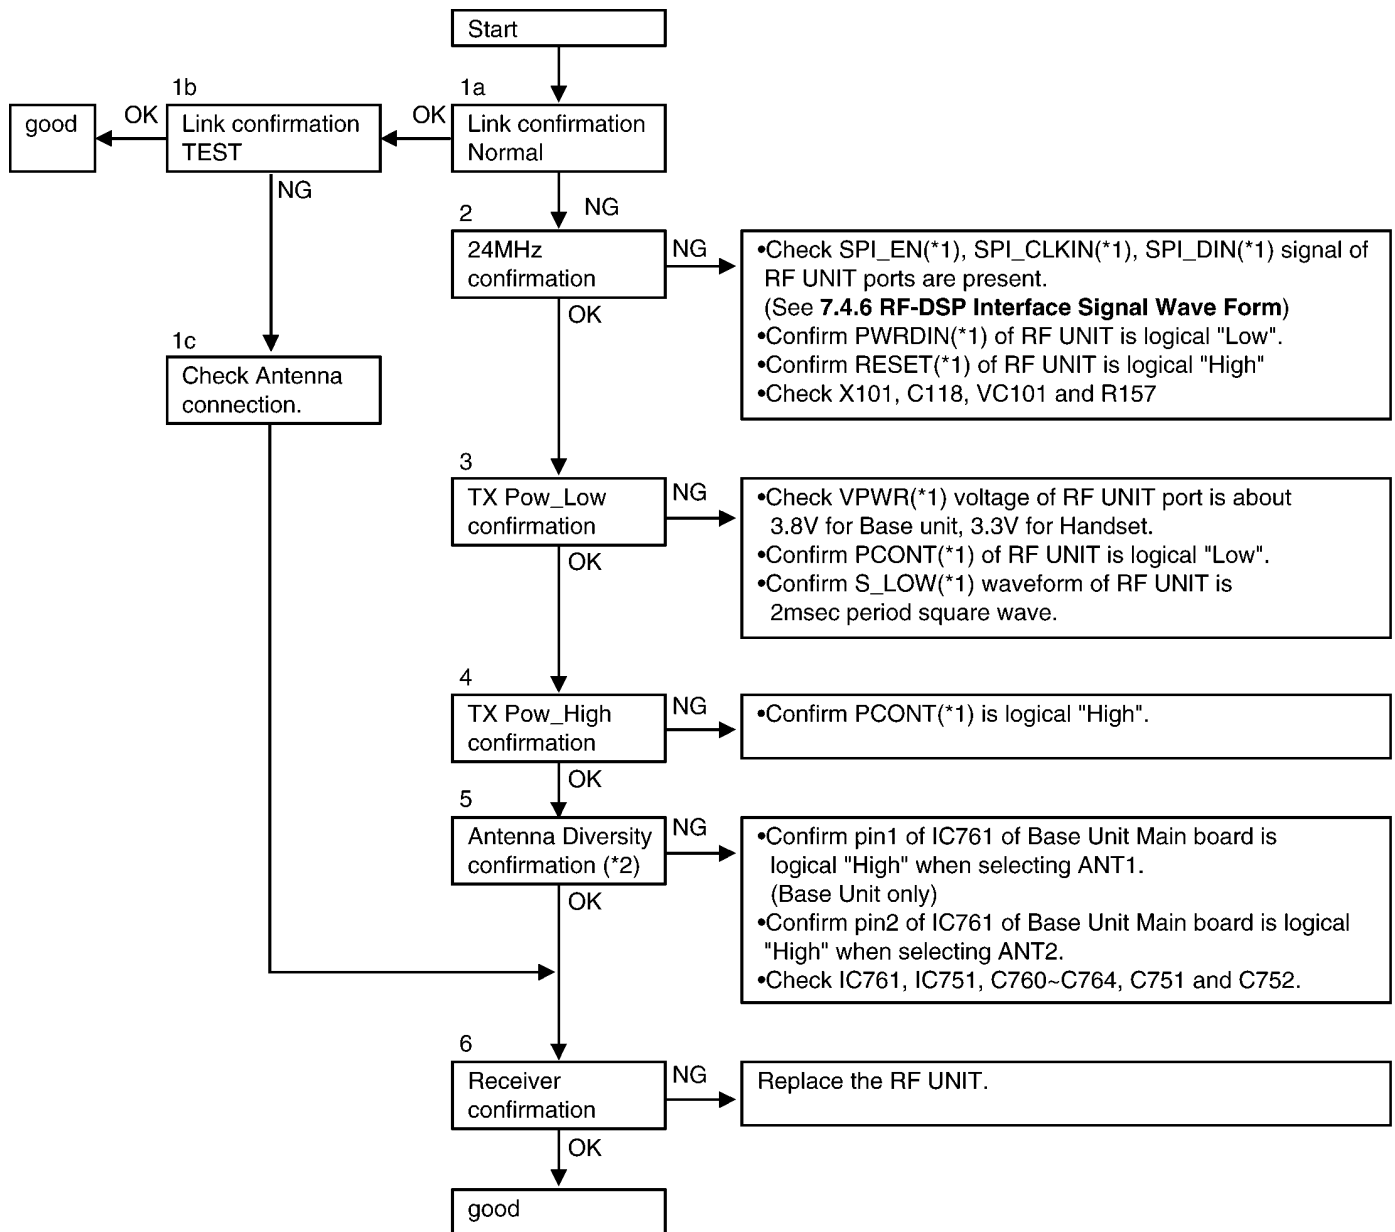 Start
1b
1a
good
OK
Link confirmation
TEST
OK
Link confirmation
Normal
NG
NG
2
24MHz
confirmation
NG
OK
•Check SPI_EN(*1), SPI_CLKIN(*1), SPI_DIN(*1) signal of
RF UNIT ports are present.
(See 7.4.6 RF-DSP Interface Signal Wave Form)
•Confirm PWRDIN(*1) of RF UNIT is logical "Low".
•Confirm RESET(*1) of RF UNIT is logical "High"
•Check X101, C118, VC101 and R157
1c
Check Antenna
connection.
3
TX Pow_Low
confirmation
NG
OK
•Check VPWR(*1) voltage of RF UNIT port is about
3.8V for Base unit, 3.3V for Handset.
•Confirm PCONT(*1) of RF UNIT is logical "Low".
•Confirm S_LOW(*1) waveform of RF UNIT is
2msec period square wave.
4
TX Pow_High
confirmation
NG
OK
•Confirm PCONT(*1) is logical "High".
5
Antenna Diversity
confirmation (*2)
NG
OK
•Confirm pin1 of IC761 of Base Unit Main board is
logical "High" when selecting ANT1.
(Base Unit only)
•Confirm pin2 of IC761 of Base Unit Main board is logical
"High" when selecting ANT2.
•Check IC761, IC751, C760~C764, C751 and C752.
6
Receiver
confirmation
NG
OK
Replace the RF UNIT.
good